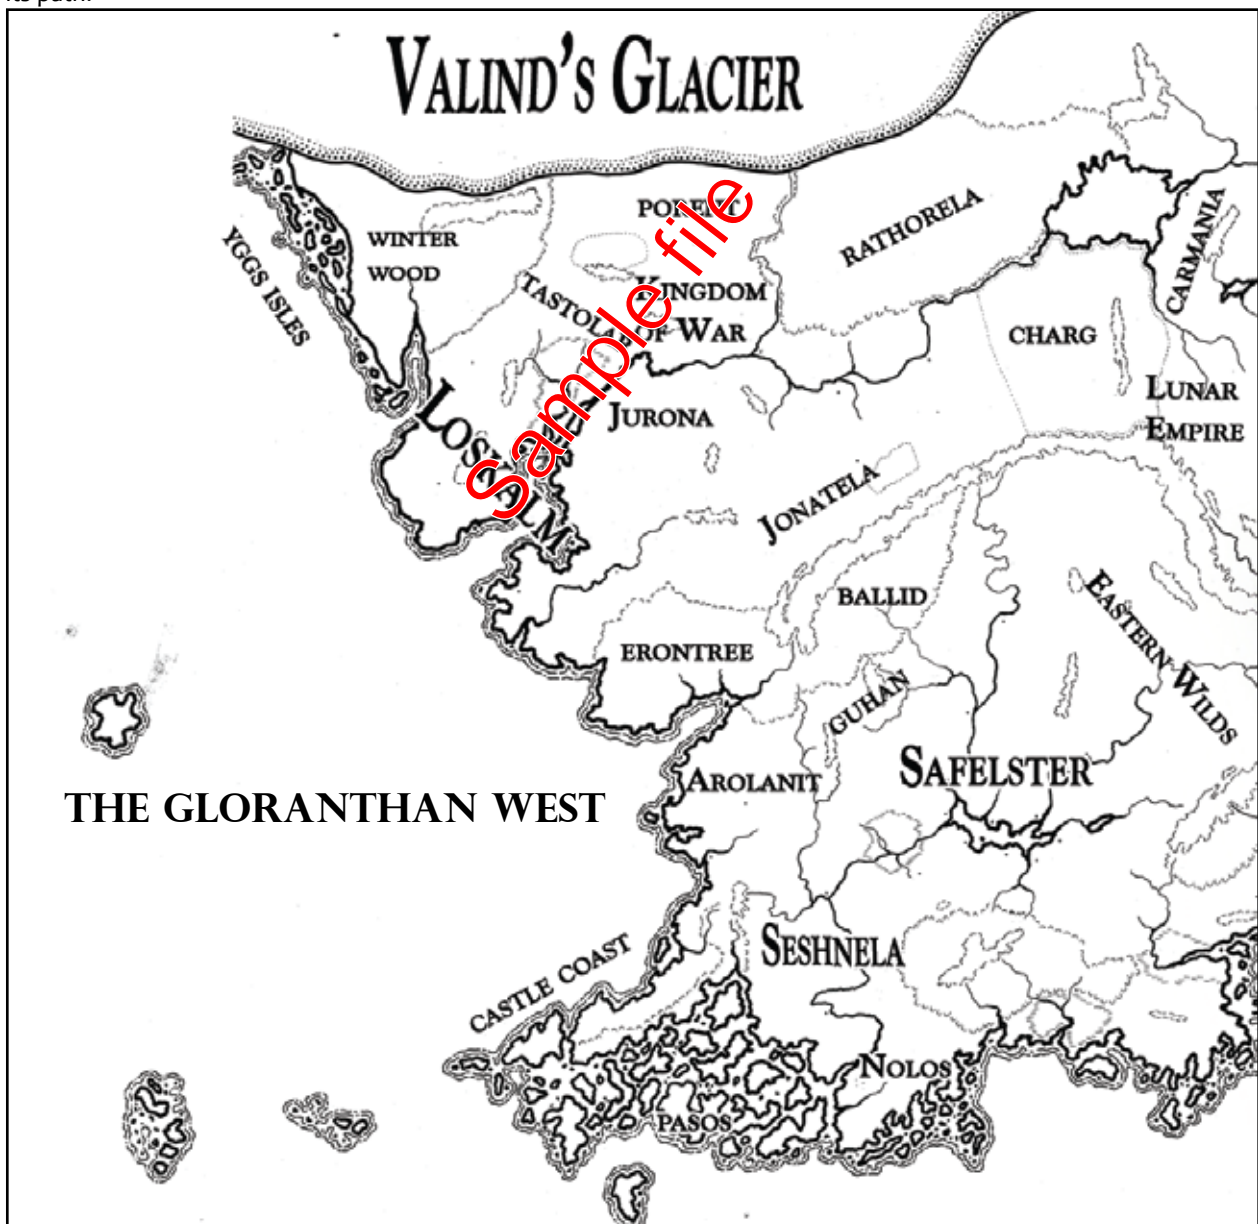 its path.
VALIND'S GLACIER
PORENT
WINTER
WOOD
YGGS ISLES
RATHORELA
CARMANIA
KINGDOM
OF WAR
TASTOLAR
CHARG
LUNAR
EMPIRE
JURONA
LOSKALM
Sample file
JONATELA
BALLID
EASTERN WILDS
ERONTREE
GUHAN
AROLANIT
SAFELSTER
THE GLORANTHAN WEST
SESHNELA
CASTLE COAST
NOLOS
PASOS